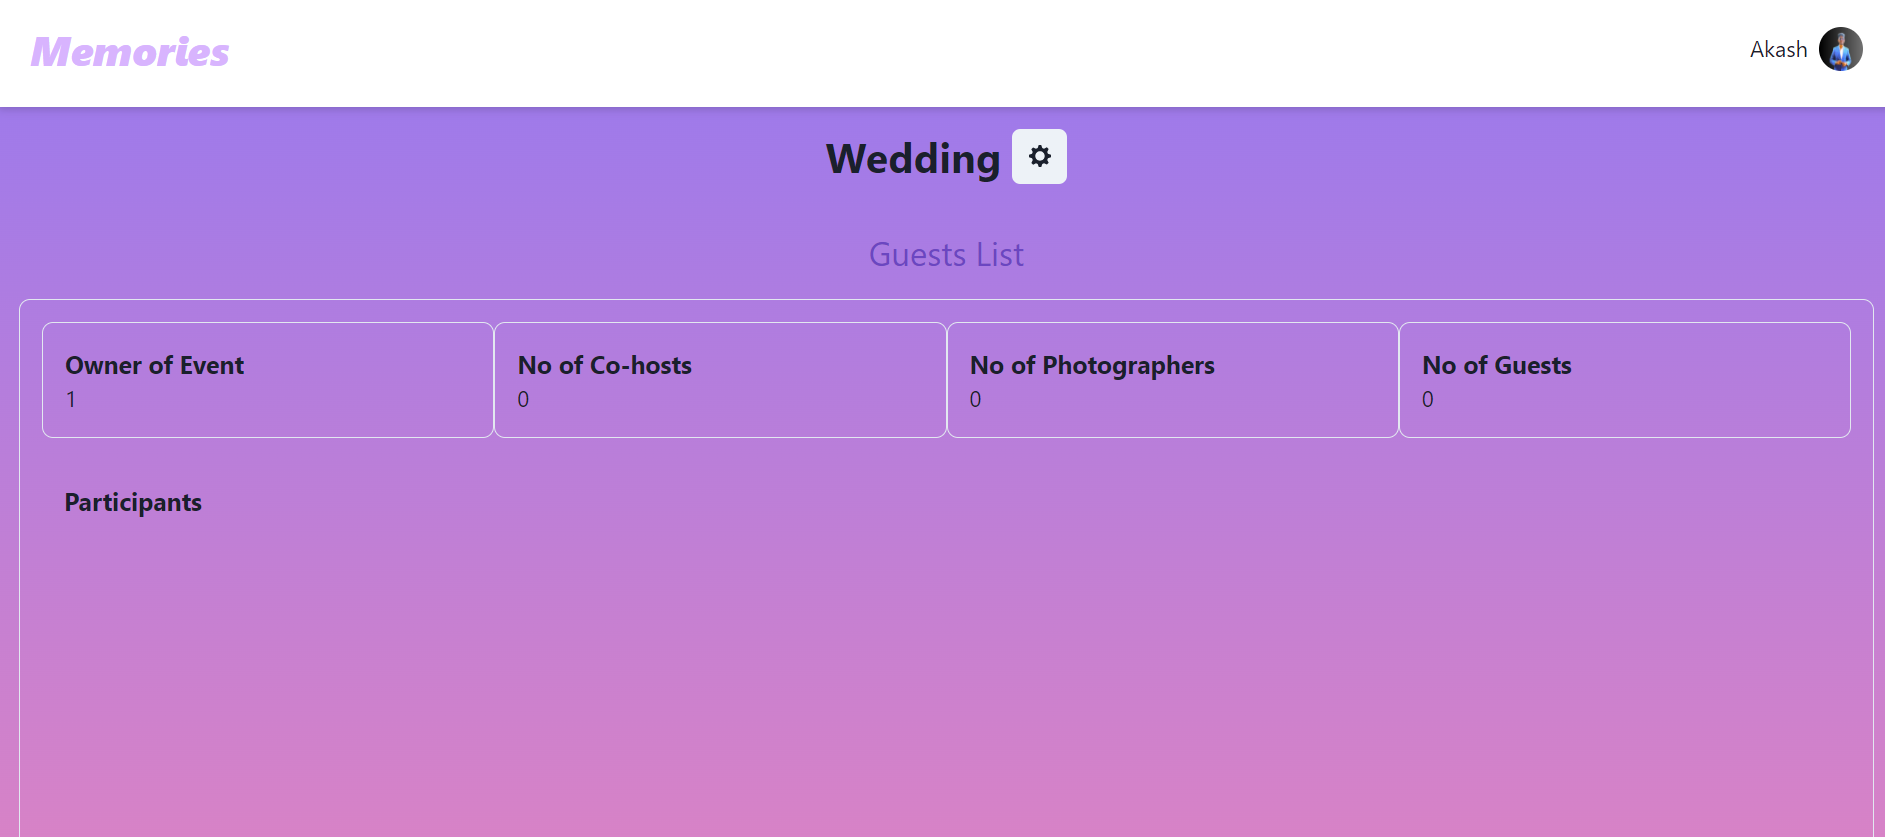 Memories
Akash
Wedding
Guests List
Owner of Event
1
No of Co-hosts
0
No of Photographers
0
No of Guests
0
Participants